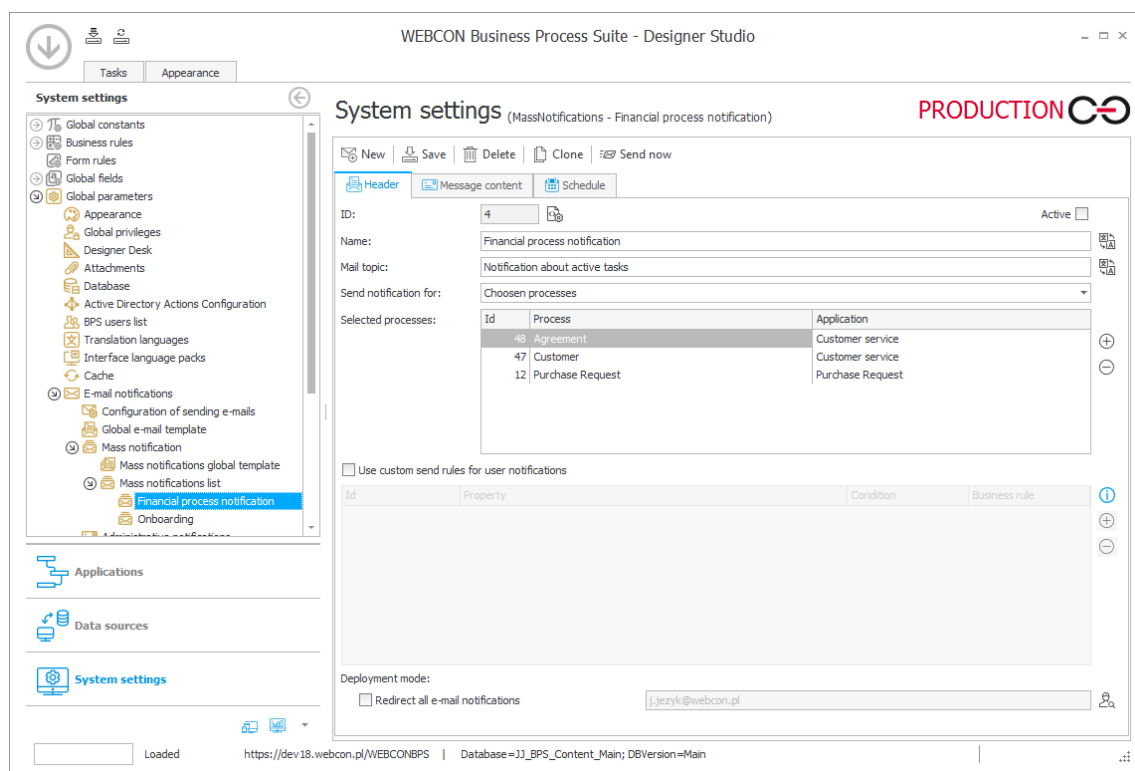 WEBCON Business Process Suite - Designer Studio
Tasks Appearance
System settings
Global constants
Business rules
Form rules
Global fields
Global parameters
Appearance
Global privileges
Designer Desk
Attachments
Database
Active Directory Actions Configuration
BPS users list
Translation languages
Interface language packs
Cache
E-mail notifications
Configuration of sending e-mails
Global e-mail template
Mass notification
Mass notifications global template
Mass notifications list
Financial process notification
Onboarding
Administrative notifications
Applications
Data sources
System settings
System settings (MassNotifications - Financial process notification)
PRODUCTION
New Save Delete Clone Send now
Header Message content Schedule
ID: 4 Active
Name: Financial process notification
Mail topic: Notification about active tasks
Send notification for: Choosen processes
Selected processes: Id Process Application
48 Agreement Customer service
47 Customer Customer service
12 Purchase Request Purchase Request
Use custom send rules for user notifications
Id Property Condition Business rule
Deployment mode:
Redirect all e-mail notifications j.jezyk@webcon.pl
Loaded https://dev18.webcon.pl/WEBCONBPS | Database=JJ_BPS_Content_Main; DBVersion=Main